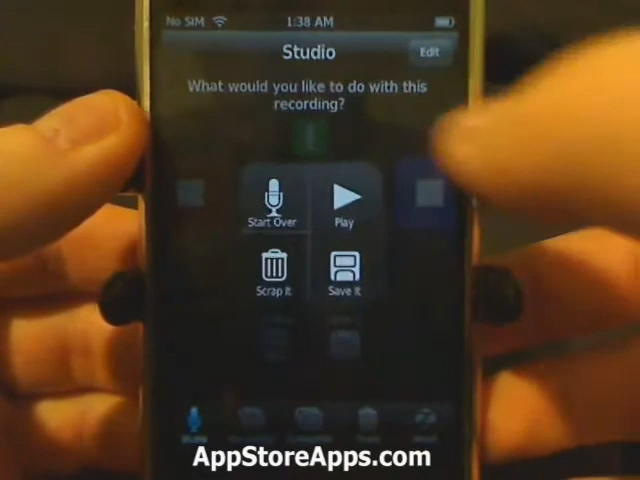 No SIM 1:38 AM
Studio Edit
What would you like to do with this
recording?
Start Over Play
Scrap It Save It
AppStoreApps.com